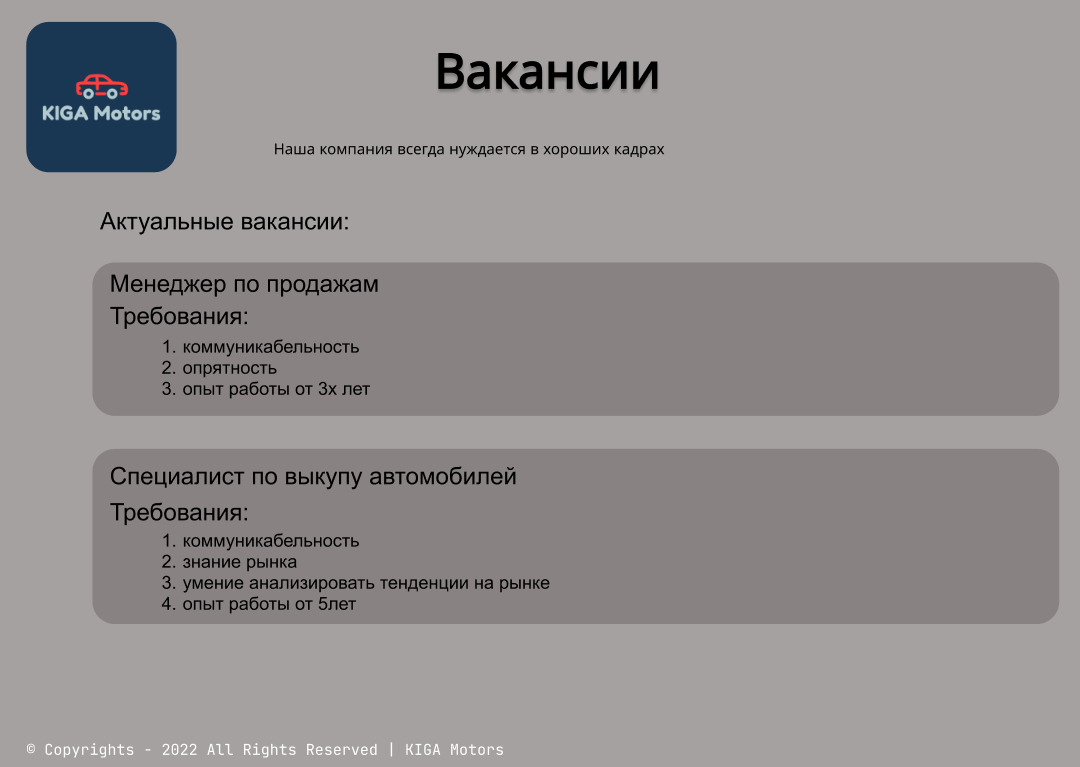 Вакансии
KIGA Motors
Наша компания всегда нуждается в хороших кадрах
Актуальные вакансии:
Менеджер по продажам
Требования:
1. коммуникабельность
2. опрятность
3. опыт работы от 3х лет
Специалист по выкупу автомобилей
Требования:
1. коммуникабельность
2. знание рынка
3. умение анализировать тенденции на рынке
4. опыт работы от 5лет
© Copyrights - 2022 All Rights Reserved | KIGA Motors